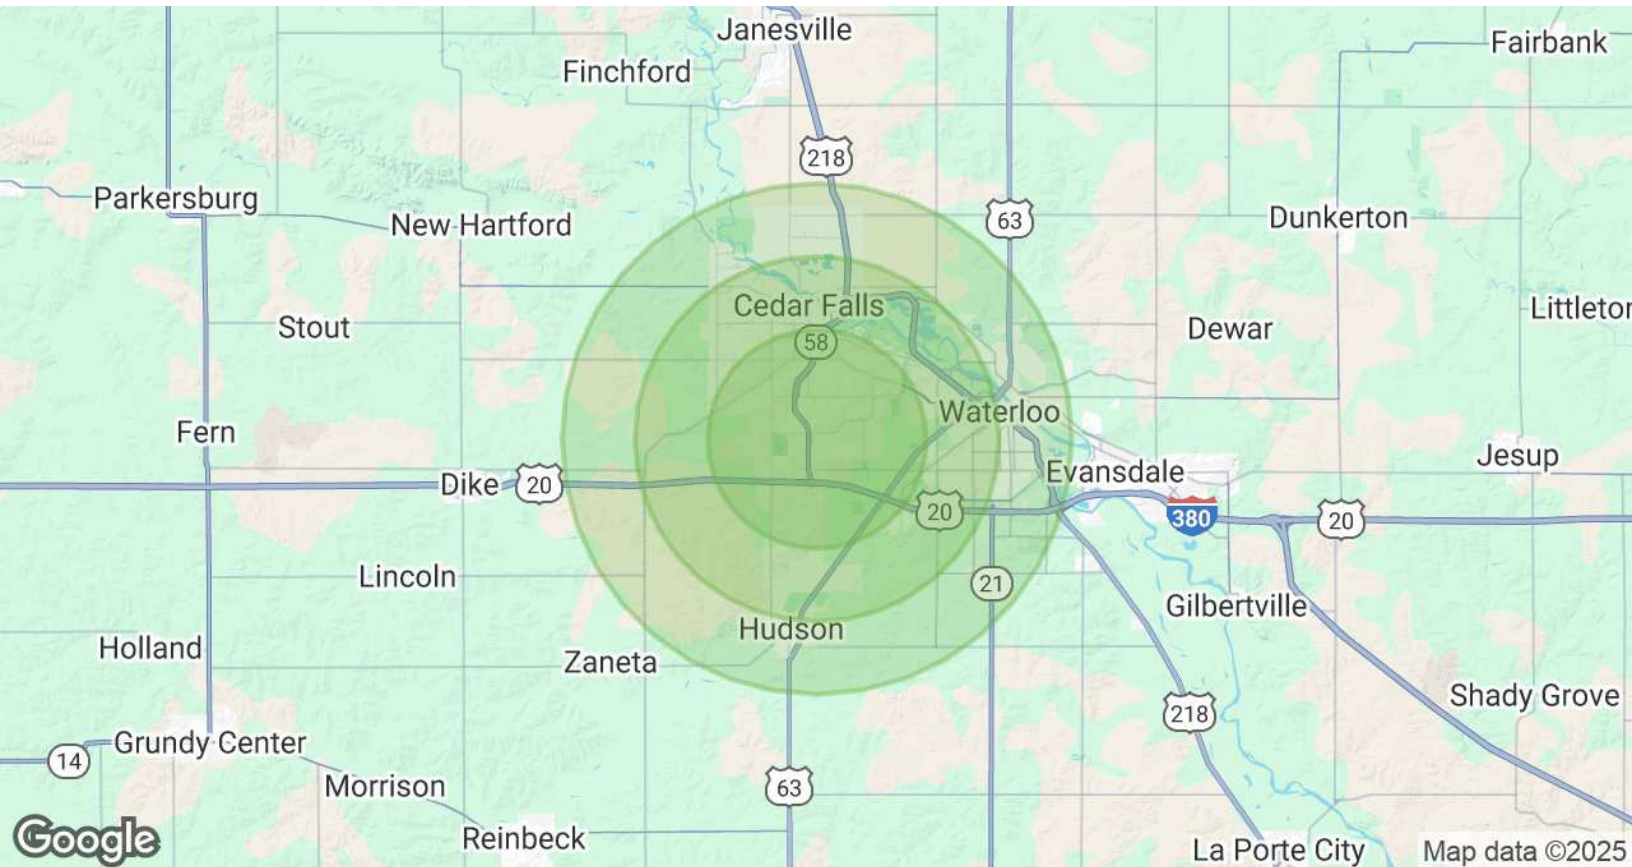 Janesville
Fairbank
Finchford
218
Parkersburg
New Hartford
63
Dunkerton
Cedar Falls
Littleton
Stout
Dewar
58
Waterloo
Fern
Jesup
Evansdale
Dike
20
20
380
20
Lincoln
21
Gilbertville
Hudson
Holland
Zaneta
Shady Grove
218
Grundy Center
14
Morrison
63
Reinbeck
Google
La Porte City
Map data ©2025